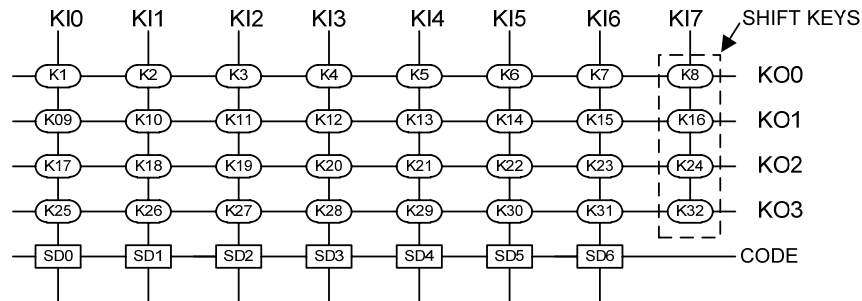 KI0 KI1 KI2 KI3 KI4 KI5 KI6 KI7 SHIFT KEYS
K1 K2 K3 K4 K5 K6 K7 K8 KO0
K09 K10 K11 K12 K13 K14 K15 K16 KO1
K17 K18 K19 K20 K21 K22 K23 K24 KO2
K25 K26 K27 K28 K29 K30 K31 K32 KO3
SD0 SD1 SD2 SD3 SD4 SD5 SD6 CODE